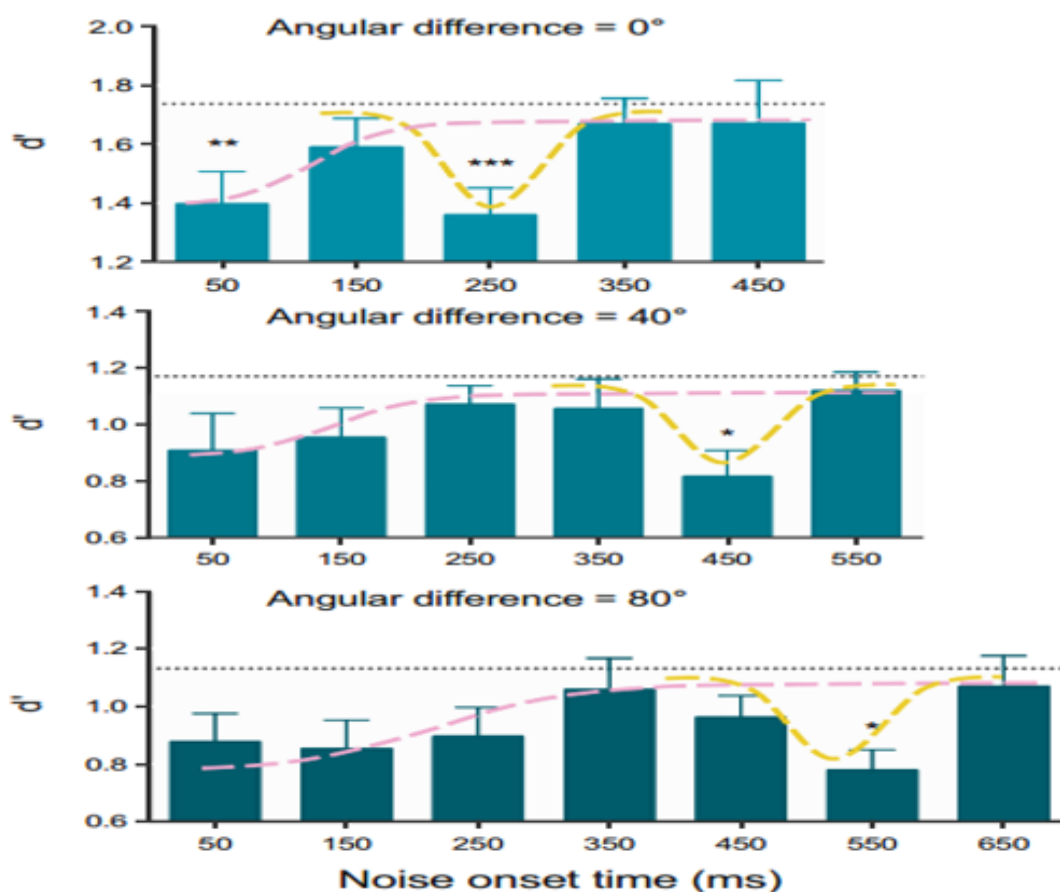 Angular difference = 0°
2.0
1.8
1.6
1.4
1.2
d'
**
***
50 150 250 350 450
Angular difference = 40°
1.4
1.2
1.0
0.8
0.6
d'
*
50 150 250 350 450 550
Angular difference = 80°
1.4
1.2
1.0
0.8
0.6
d'
*
50 150 250 350 450 550 650
Noise onset time (ms)